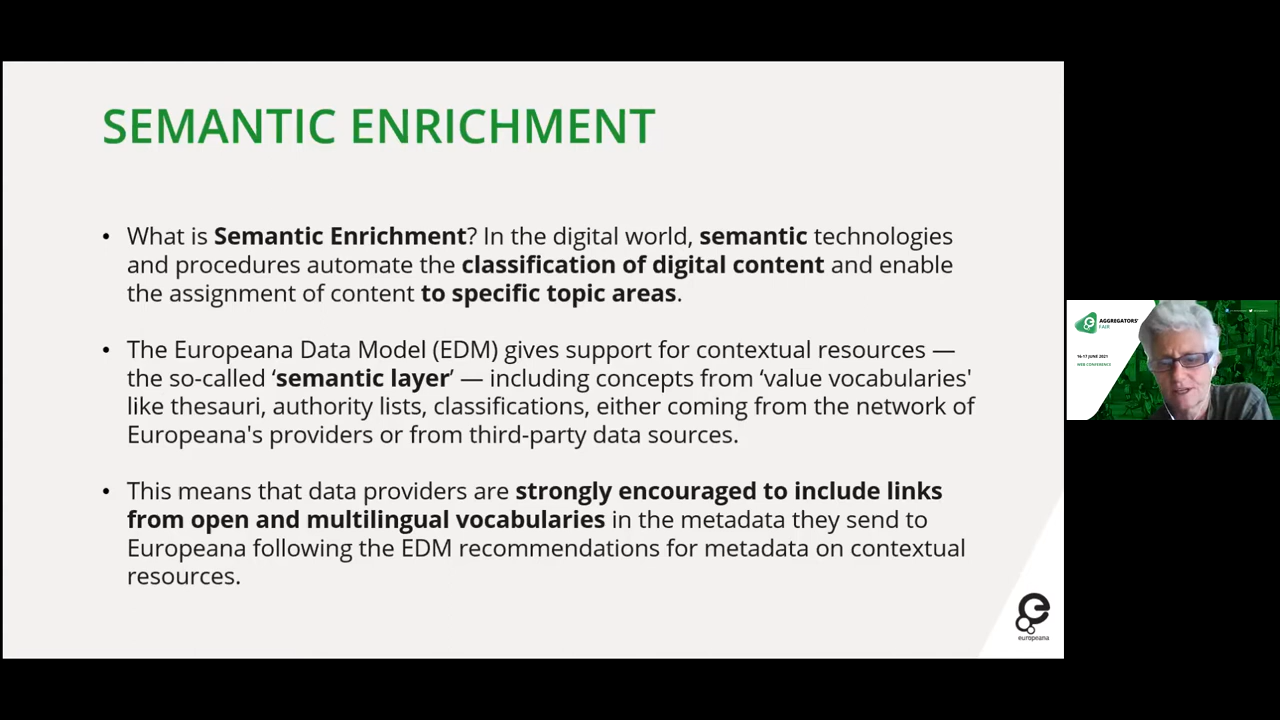 SEMANTIC ENRICHMENT
• What is Semantic Enrichment? In the digital world, semantic technologies
and procedures automate the classification of digital content and enable
the assignment of content to specific topic areas.
• The Europeana Data Model (EDM) gives support for contextual resources —
the so-called ‘semantic layer’ — including concepts from ‘value vocabularies'
like thesauri, authority lists, classifications, either coming from the network of
Europeana's providers or from third-party data sources.
• This means that data providers are strongly encouraged to include links
from open and multilingual vocabularies in the metadata they send to
Europeana following the EDM recommendations for metadata on contextual
resources.
europeana
AGGREGATORS'
FAIR
16-17 JUNE 2021
WEB CONFERENCE